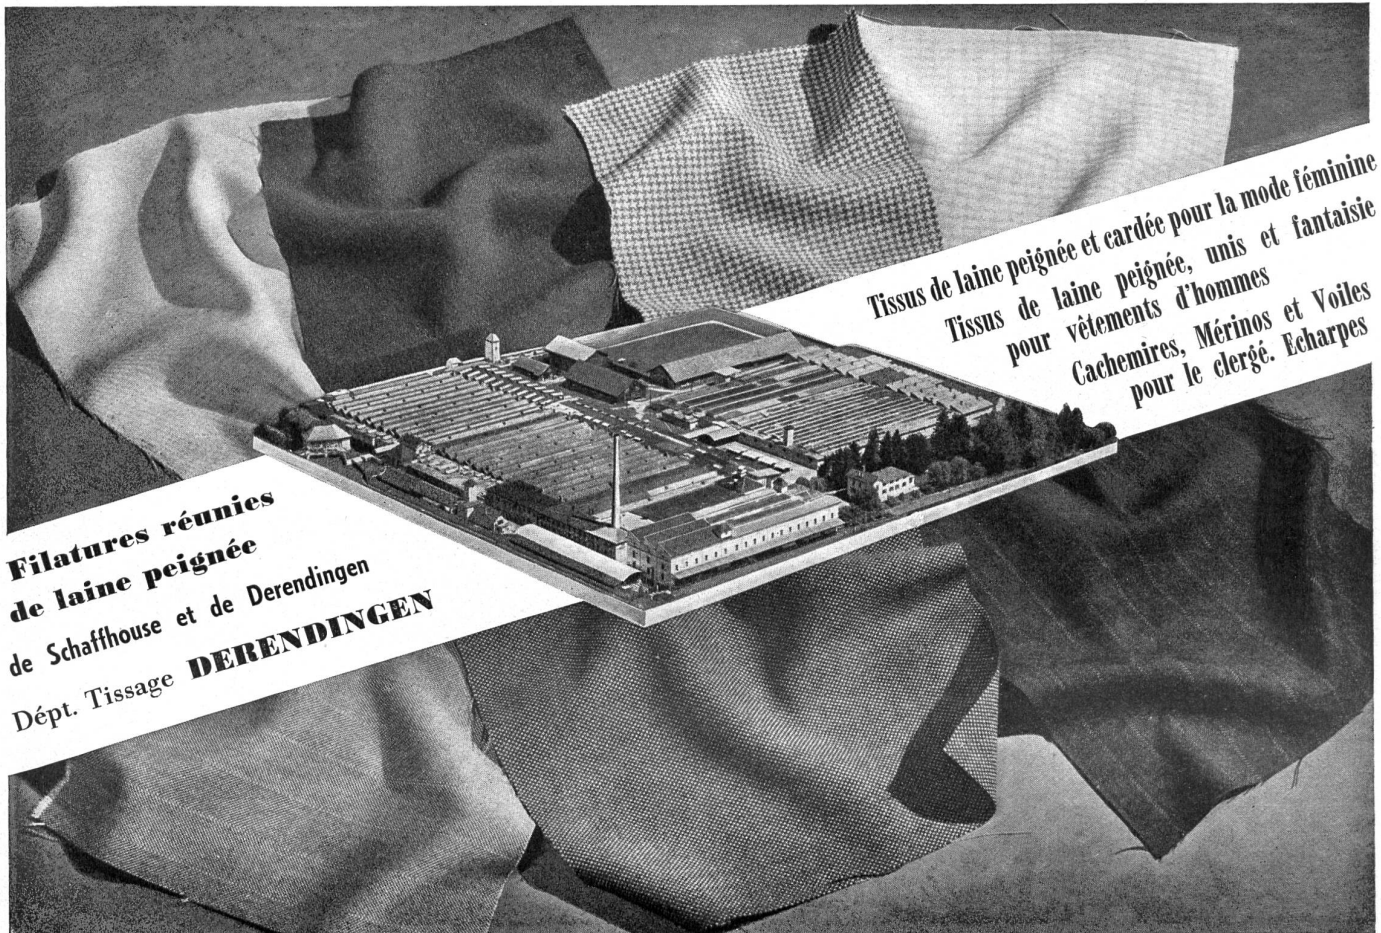 Tissus de laine peignée et cardée pour la mode féminine
Tissus de laine peignée, unis et fantaisie
pour vêtements d'hommes
Cachemires, Mérinos et Voiles
pour le clergé. Echarpes
Filatures réunies
de laine peignée
de Schaffhouse et de Derendingen
Dépt. Tissage DERENDINGEN